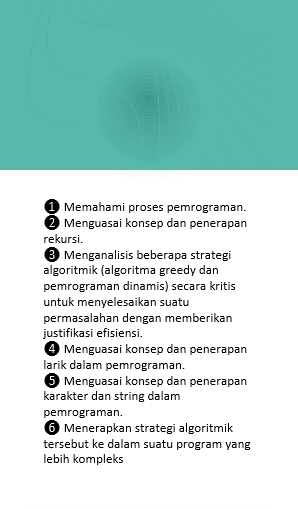 ❶ Memahami proses pemrograman.
❷ Menguasai konsep dan penerapan
rekursi.
❸ Menganalisis beberapa strategi
algoritmik (algoritma greedy dan
pemrograman dinamis) secara kritis
untuk menyelesaikan suatu
permasalahan dengan memberikan
justifikasi efisiensi.
❹ Menguasai konsep dan penerapan
larik dalam pemrograman.
❺ Menguasai konsep dan penerapan
karakter dan string dalam
pemrograman.
❻ Menerapkan strategi algoritmik
tersebut ke dalam suatu program yang
lebih kompleks